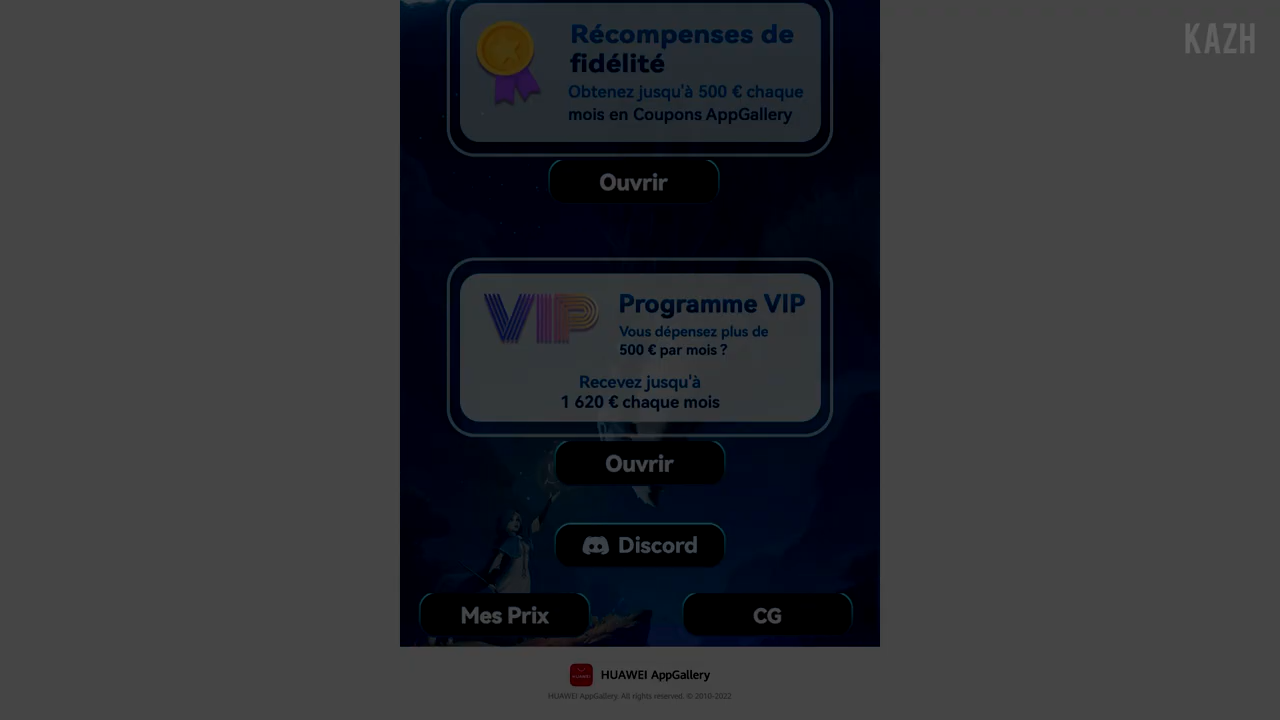 KAZH
Récompenses de
fidélité
Obtenez jusqu'à 500 € chaque
mois en Coupons AppGallery
Ouvrir
VIP
Programme VIP
Vous dépensez plus de
500 € par mois ?
Recevez jusqu'à
1 620 € chaque mois
Ouvrir
Discord
Mes Prix
CG
HUAWEI
HUAWEI AppGallery
HUAWEI AppGallery. All rights reserved. © 2010-2022